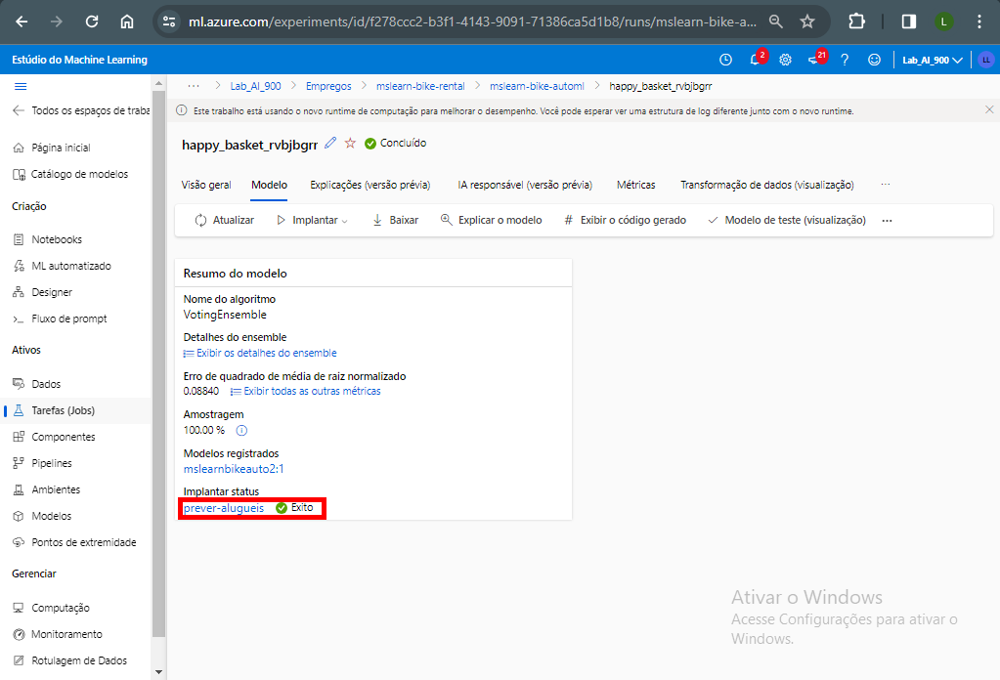 ml.azure.com/experiments/id/f278ccc2-b3f1-4143-9091-71386ca5d1b8/runs/mslearn-bike-a...
L
Estúdio do Machine Learning
2
21
?
Lab_AI_900
LL
Todos os espaços de traba
Página inicial
Catálogo de modelos
Criação
Notebooks
ML automatizado
Designer
Fluxo de prompt
Ativos
Dados
Tarefas (Jobs)
Componentes
Pipelines
Ambientes
Modelos
Pontos de extremidade
Gerenciar
Computação
Monitoramento
Rotulagem de Dados
... > Lab_AI_900 > Empregos > mslearn-bike-rental > mslearn-bike-automl > happy_basket_rvbjbgrr
Este trabalho está usando o novo runtime de computação para melhorar o desempenho. Você pode esperar ver uma estrutura de log diferente junto com o novo runtime.
happy_basket_rvbjbgrr Concluído
Visão geral Modelo Explicações (versão prévia) IA responsável (versão prévia) Métricas Transformação de dados (visualização) ...
Atualizar Implantar Baixar Explicar o modelo # Exibir o código gerado Modelo de teste (visualização) ...
Resumo do modelo
Nome do algoritmo
VotingEnsemble
Detalhes do ensemble
Exibir os detalhes do ensemble
Erro de quadrado de média de raiz normalizado
0.08840 Exibir todas as outras métricas
Amostragem
100.00 %
Modelos registrados
mslearnbikeauto2:1
Implantar status
prever-alugueis Exito
Ativar o Windows
Acesse Configurações para ativar o
Windows.